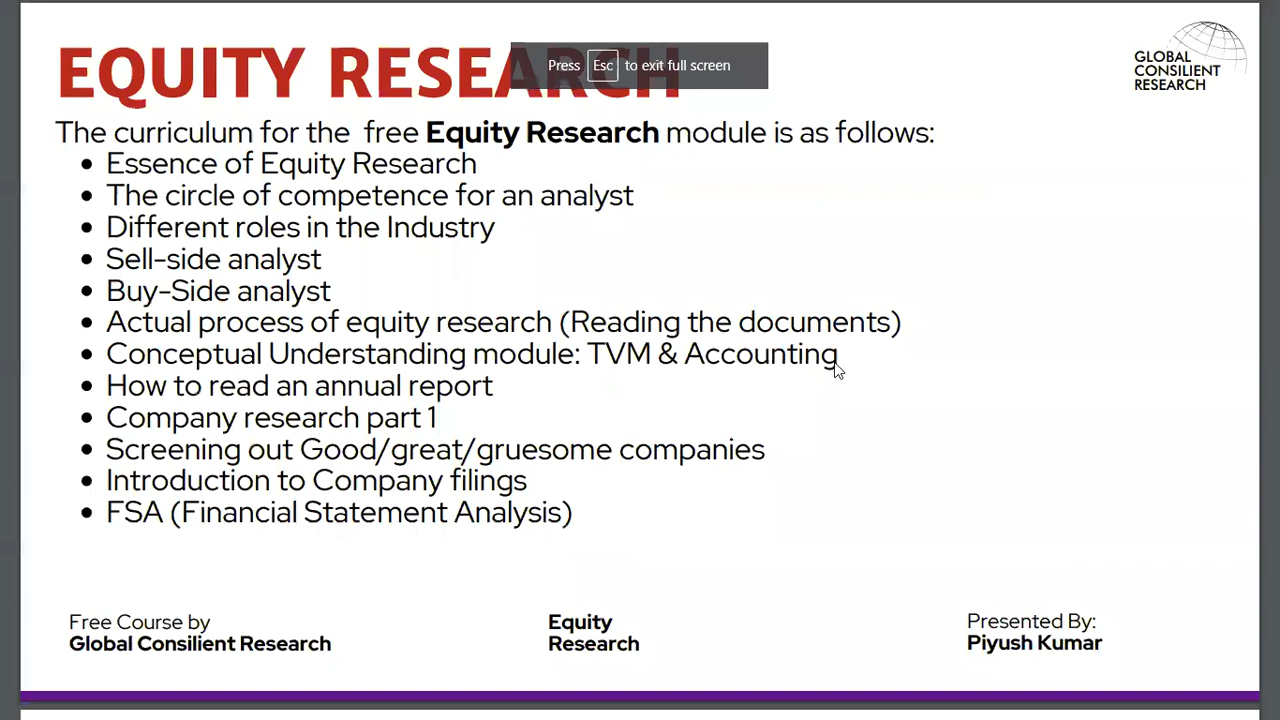 EQUITY RESEARCH
Press Esc to exit full screen
GLOBAL
CONSILIENT
RESEARCH
The curriculum for the free Equity Research module is as follows:
• Essence of Equity Research
• The circle of competence for an analyst
• Different roles in the Industry
• Sell-side analyst
• Buy-Side analyst
• Actual process of equity research (Reading the documents)
• Conceptual Understanding module: TVM & Accounting
• How to read an annual report
• Company research part 1
• Screening out Good/great/gruesome companies
• Introduction to Company filings
• FSA (Financial Statement Analysis)
Free Course by
Global Consilient Research
Equity
Research
Presented By:
Piyush Kumar